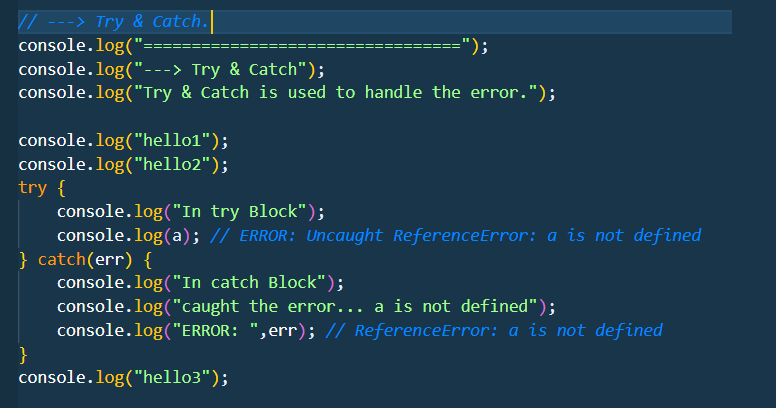 // ---> Try & Catch.
console.log("=================================");
console.log("---> Try & Catch");
console.log("Try & Catch is used to handle the error.");

console.log("hello1");
console.log("hello2");
try {
    console.log("In try Block");
    console.log(a); // ERROR: Uncaught ReferenceError: a is not defined
} catch(err) {
    console.log("In catch Block");
    console.log("caught the error... a is not defined");
    console.log("ERROR: ",err); // ReferenceError: a is not defined
}
console.log("hello3");